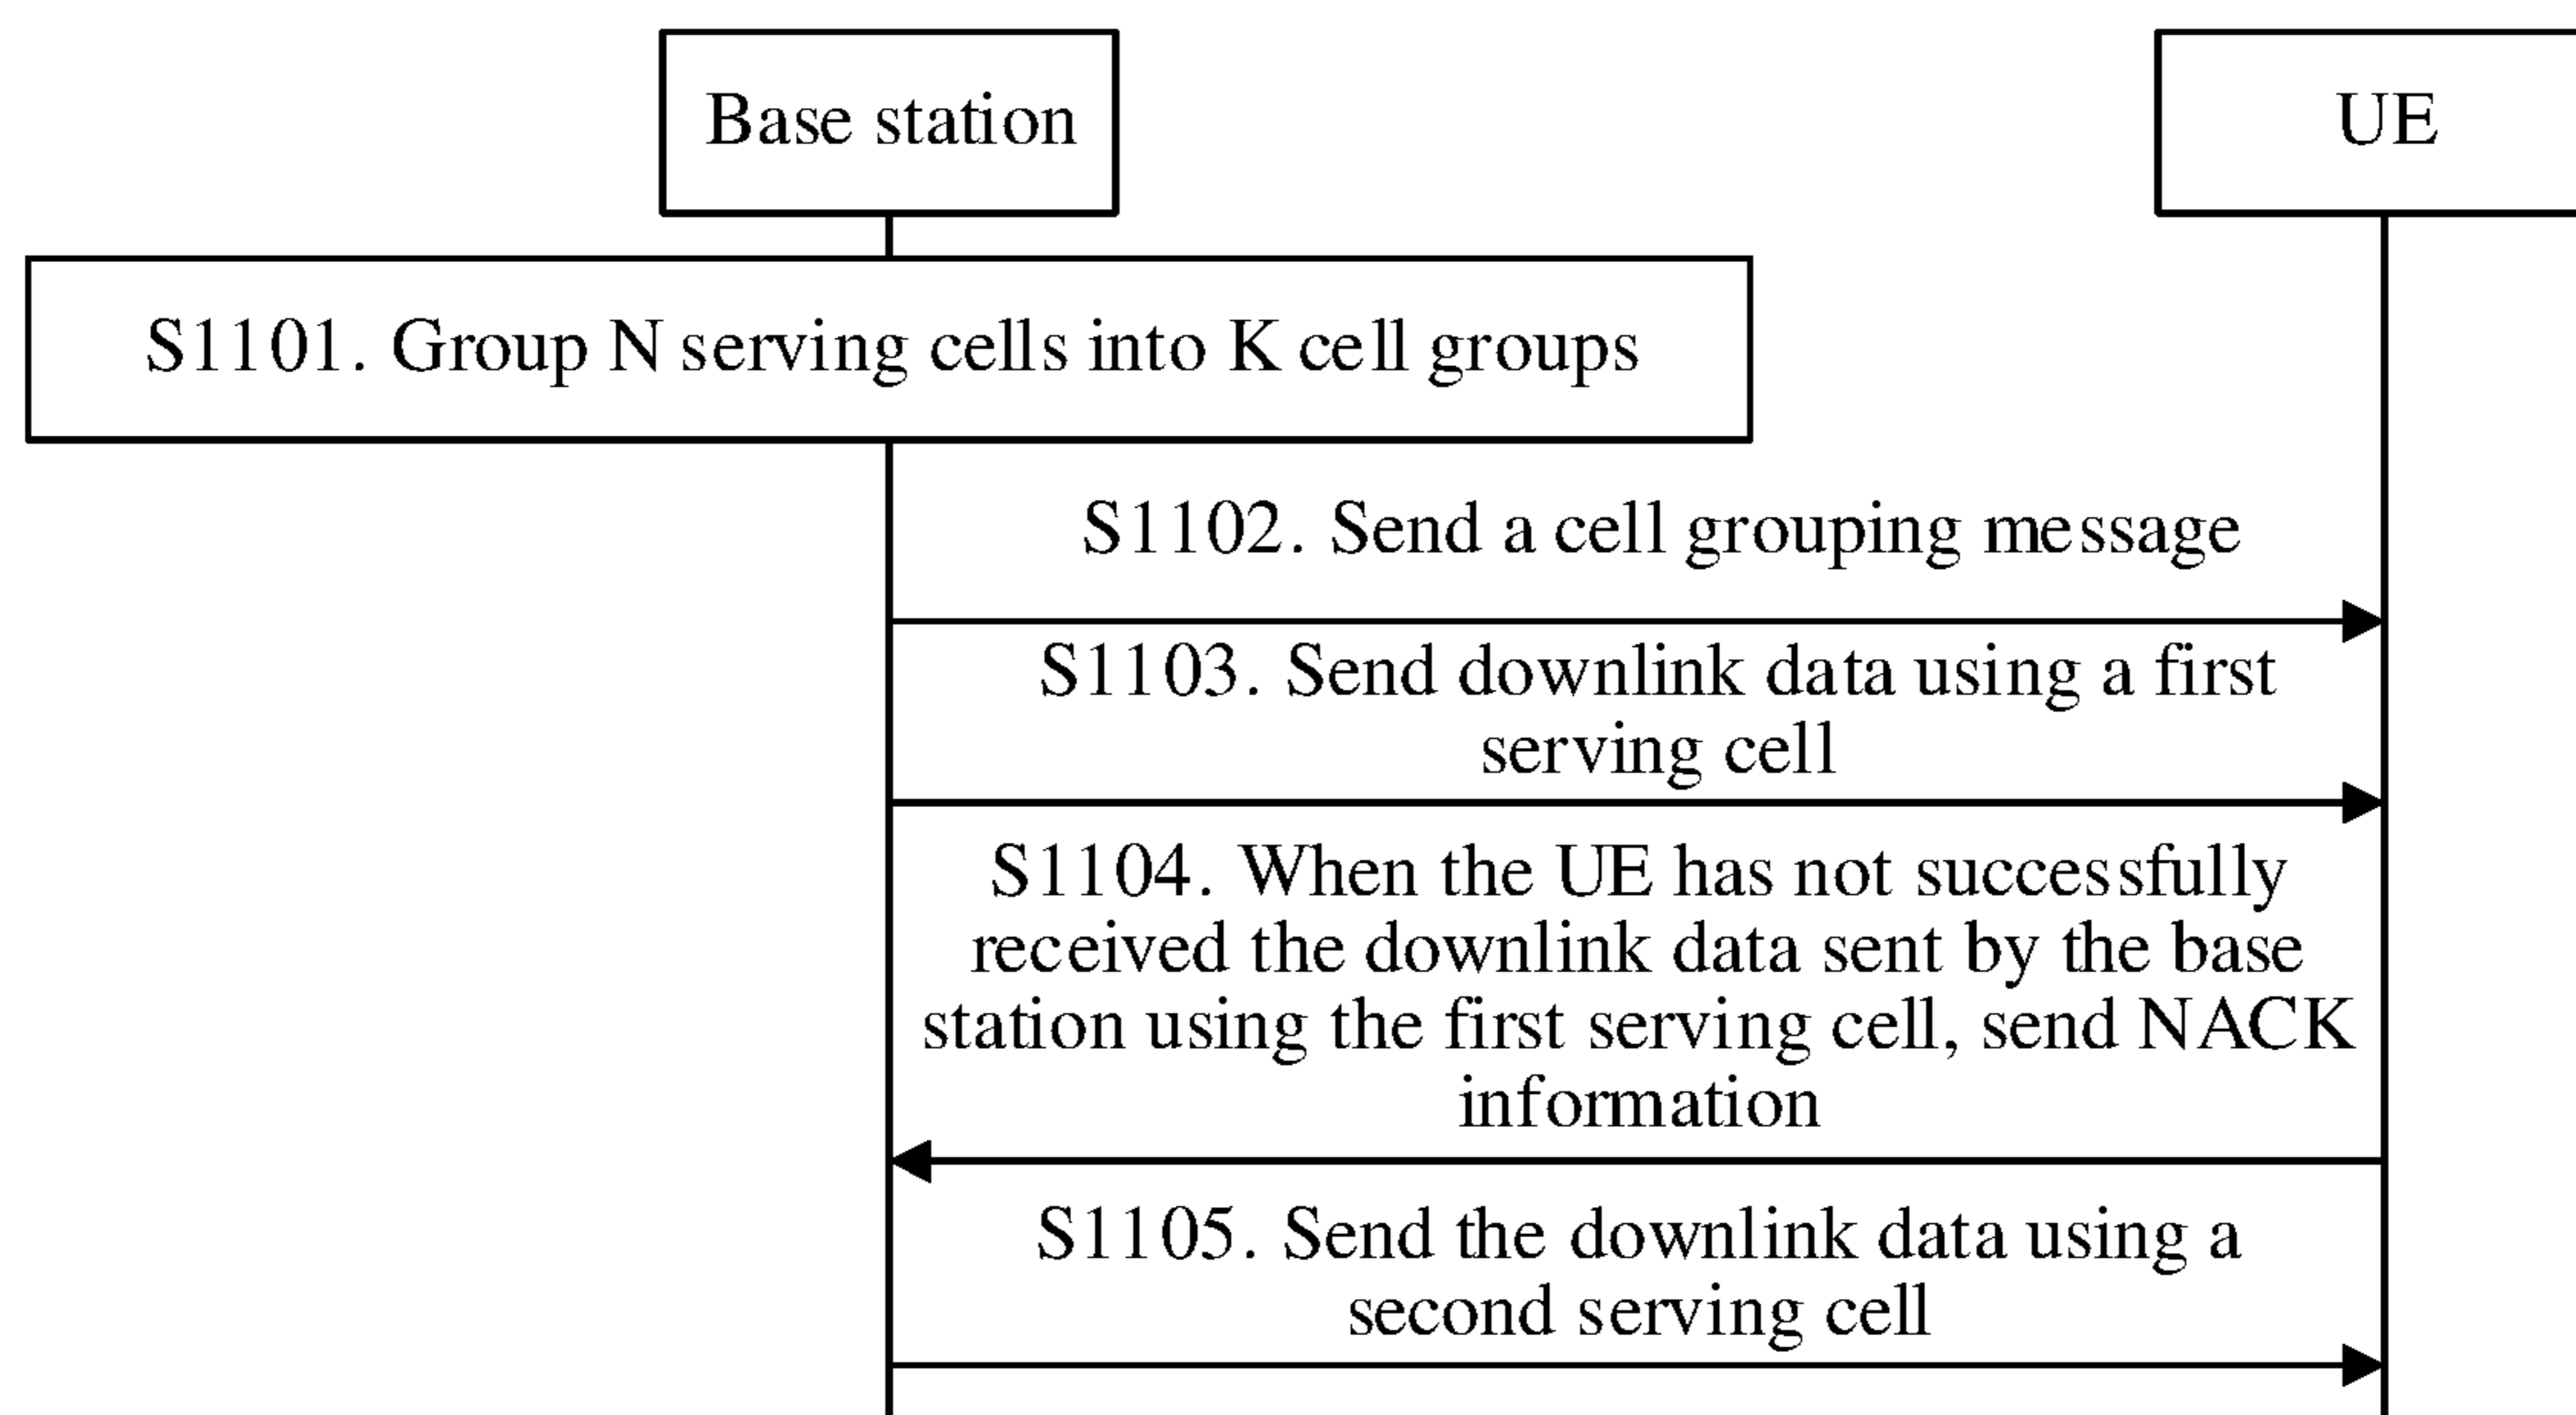 Base station
UE
S1101. Group N serving cells into K cell groups
S1102. Send a cell grouping message
S1103. Send downlink data using a first
serving cell
S1104. When the UE has not successfully
received the downlink data sent by the base
station using the first serving cell, send NACK
information
S1105. Send the downlink data using a
second serving cell